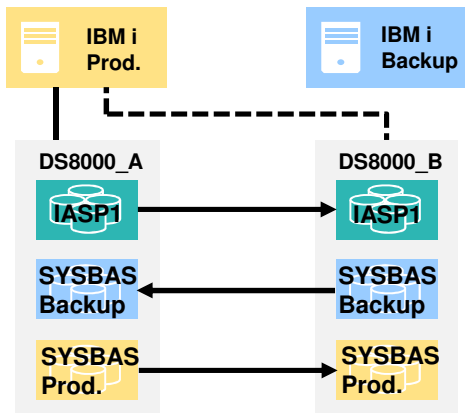 IBM i
Prod.
IBM i
Backup
DS8000_A
DS8000_B
IASP1
IASP1
SYSBAS
Backup
SYSBAS
Backup
SYSBAS
Prod.
SYSBAS
Prod.